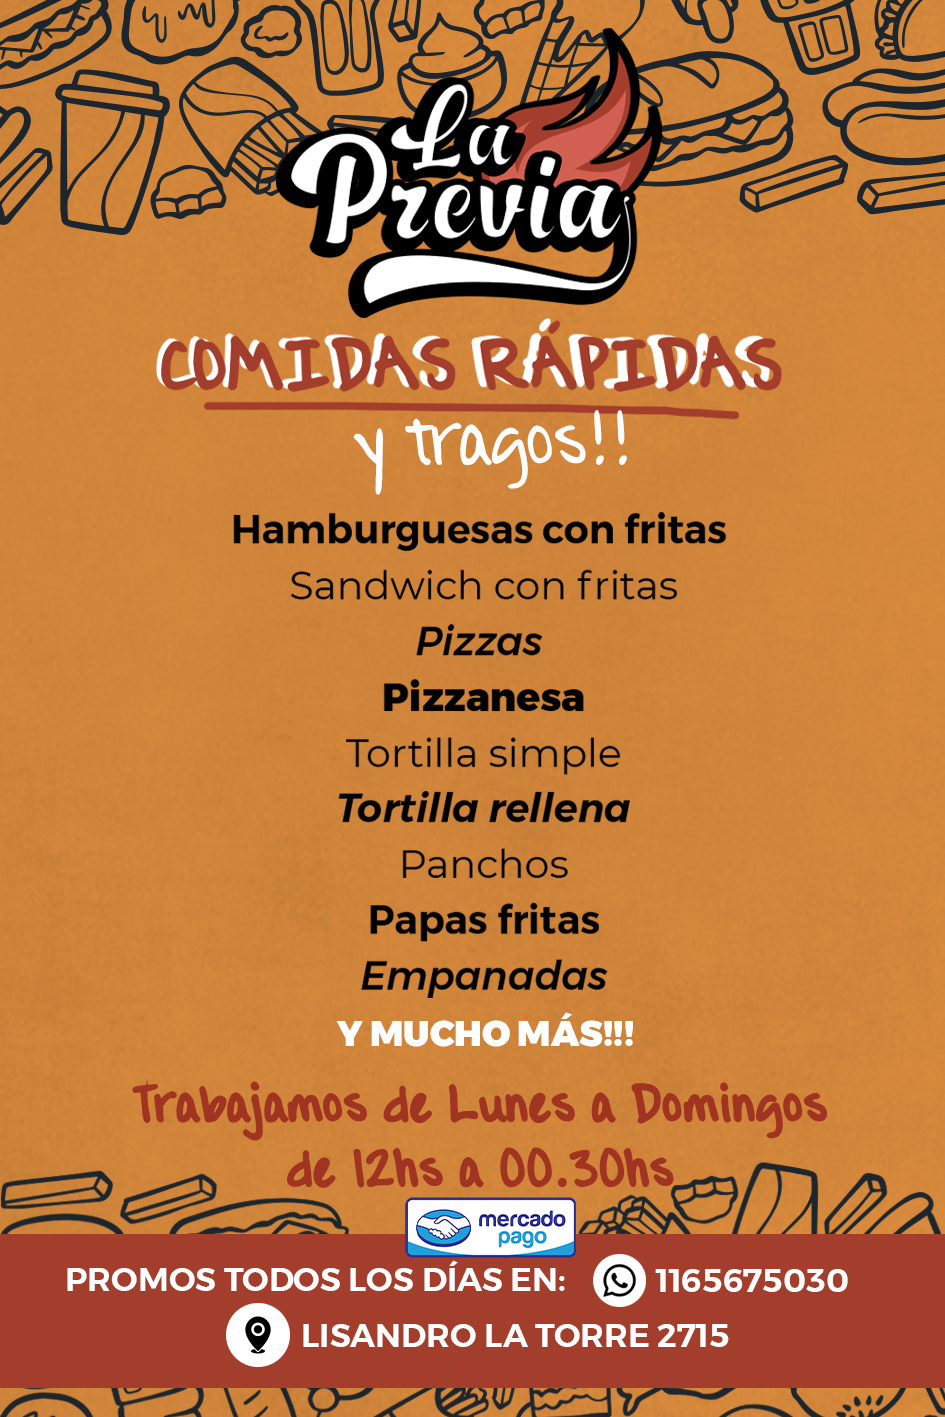 La
Previa
COMIDAS RÁPIDAS
y tragos!!
Hamburguesas con fritas
Sandwich con fritas
Pizzas
Pizzanesa
Tortilla simple
Tortilla rellena
Panchos
Papas fritas
Empanadas
Y MUCHO MÁS!!!
Trabajamos de Lunes a Domingos
de 12hs a 00.30hs
mercado
pago
PROMOS TODOS LOS DÍAS EN: 1165675030
LISANDRO LA TORRE 2715